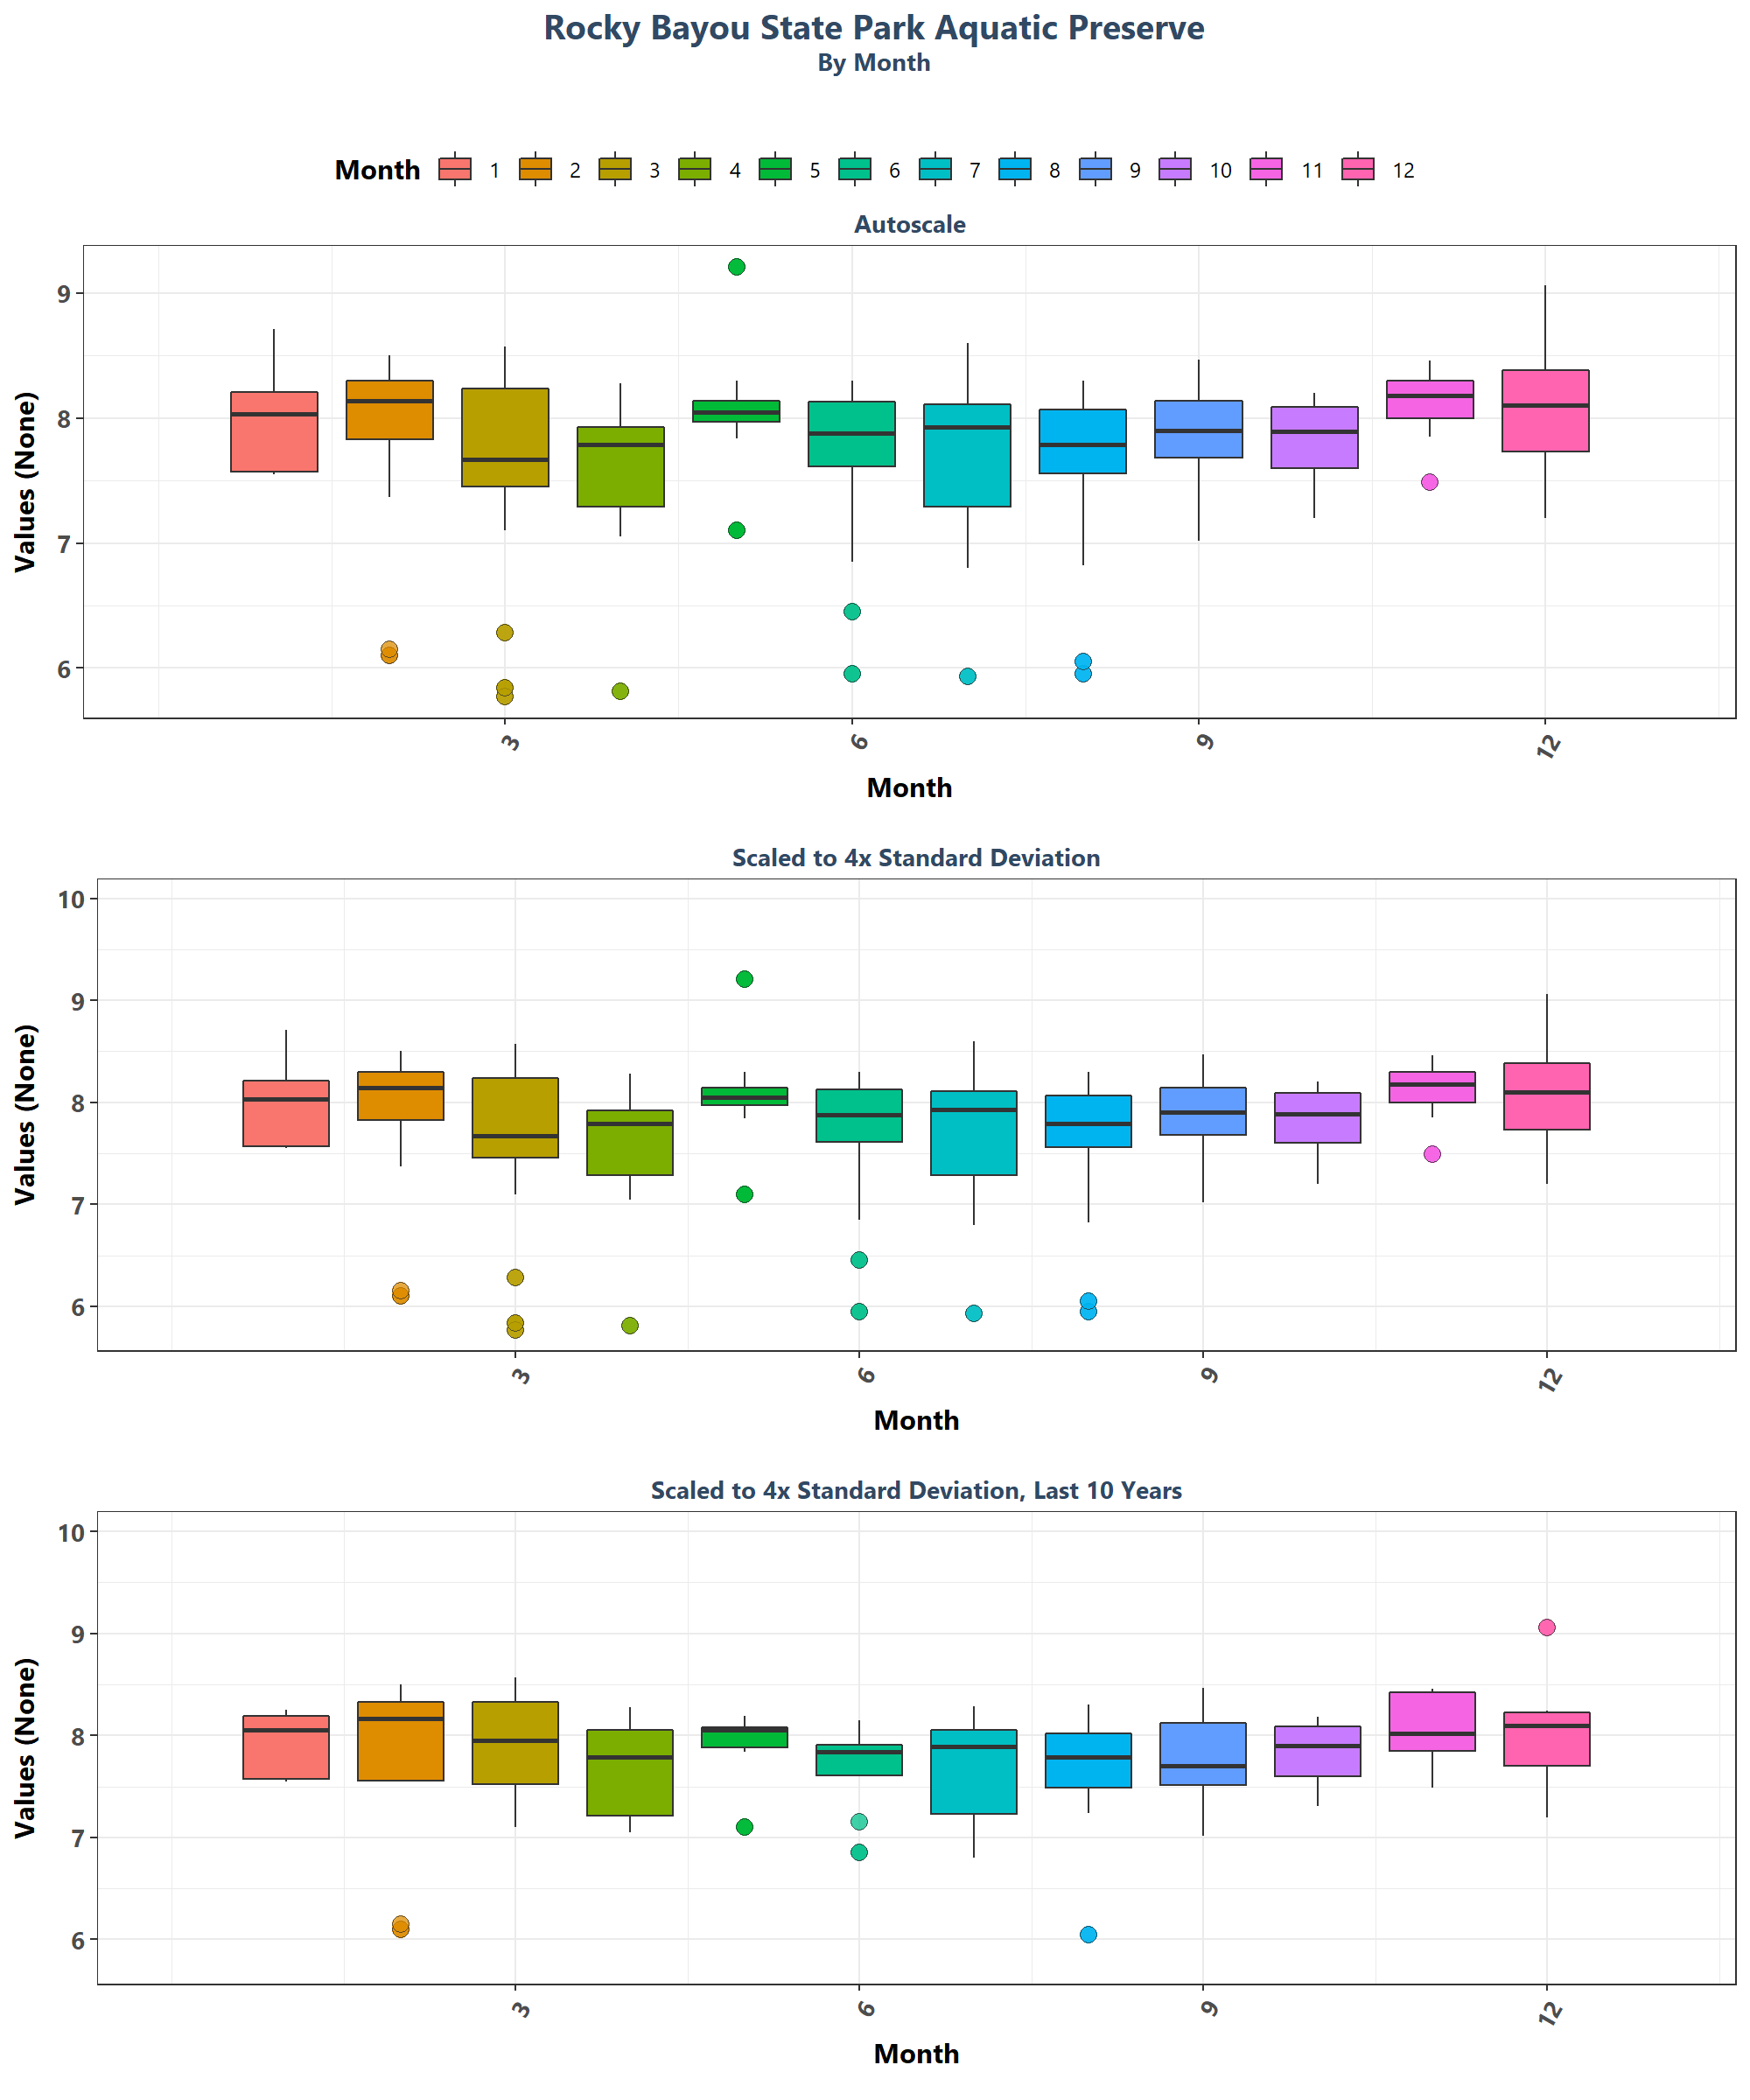 Rocky Bayou State Park Aquatic Preserve
By Month
Month 1 2 3 4 5 6 7 8 9 10 11 12
Autoscale
Values (None)
9
8
7
6
3 6 9 12
Month
Scaled to 4x Standard Deviation
Values (None)
10
9
8
7
6
3 6 9 12
Month
Scaled to 4x Standard Deviation, Last 10 Years
Values (None)
10
9
8
7
6
3 6 9 12
Month